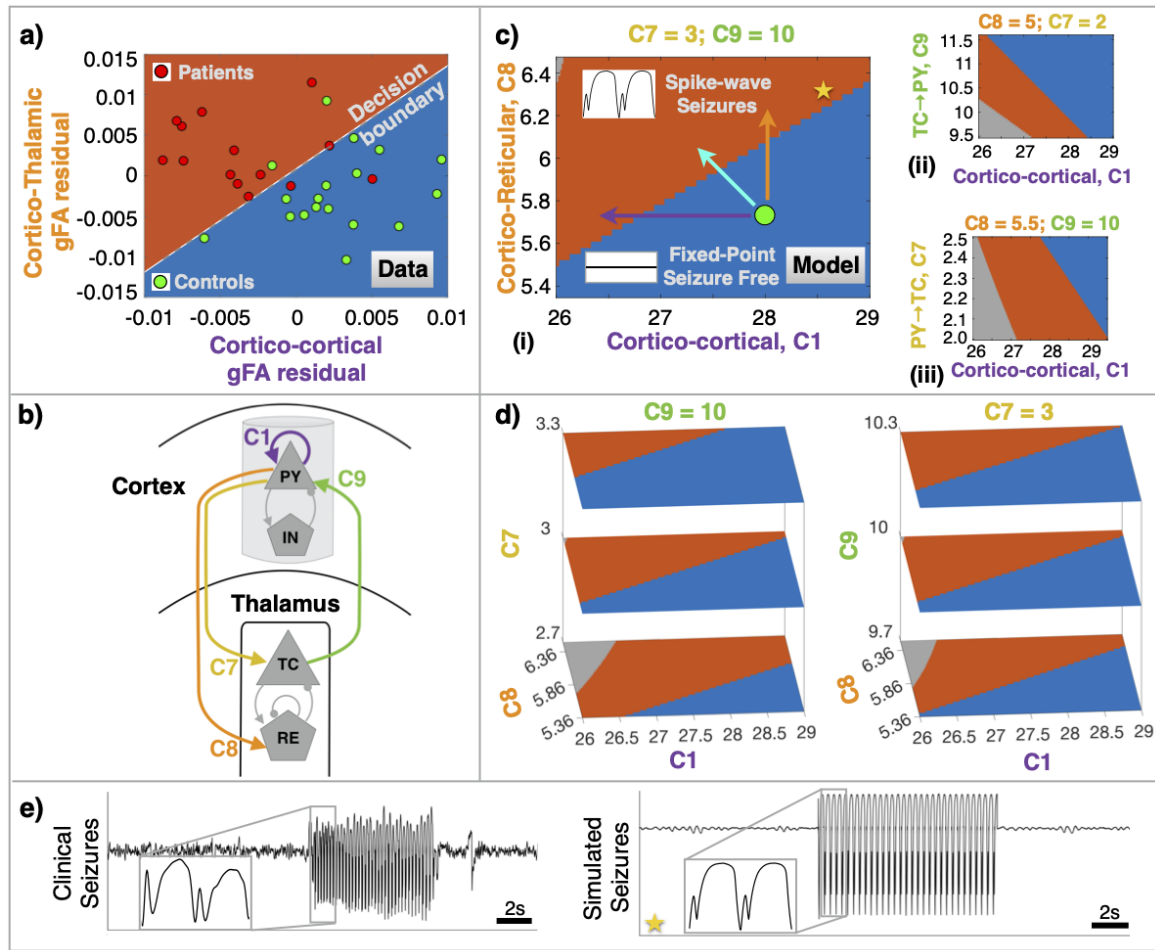 a)
0.015
0.01
0.005
0
-0.005
-0.01
-0.015
Cortico-Thalamic
gFA residual
Patients
Decision
boundary
Controls
Data
-0.01 -0.005 0 0.005 0.01
Cortico-cortical
gFA residual
c)
C7 = 3; C9 = 10
6.4
6.2
6
5.8
5.6
5.4
Cortico-Reticular, C8
Spike-wave
Seizures
Fixed-Point
Seizure Free
Model
26 27 28 29
(i)
Cortico-cortical, C1
C8 = 5; C7 = 2
11.5
11
10.5
10
9.5
TC→PY, C9
26 27 28 29
(ii)
Cortico-cortical, C1
C8 = 5.5; C9 = 10
2.5
2.4
2.3
2.2
2.1
2.0
PY→TC, C7
26 27 28 29
(iii)
Cortico-cortical, C1
b)
C1
PY
C9
Cortex
IN
Thalamus
C7
TC
C8
RE
d)
C9 = 10
3.3
3
2.7
C7
6.36
5.86
5.36
C8
26 26.5 27 27.5 28 28.5 29
C1
C7 = 3
10.3
10
9.7
C9
6.36
5.86
5.36
C8
26 26.5 27 27.5 28 28.5 29
C1
e)
Clinical
Seizures
2s
Simulated
Seizures
2s